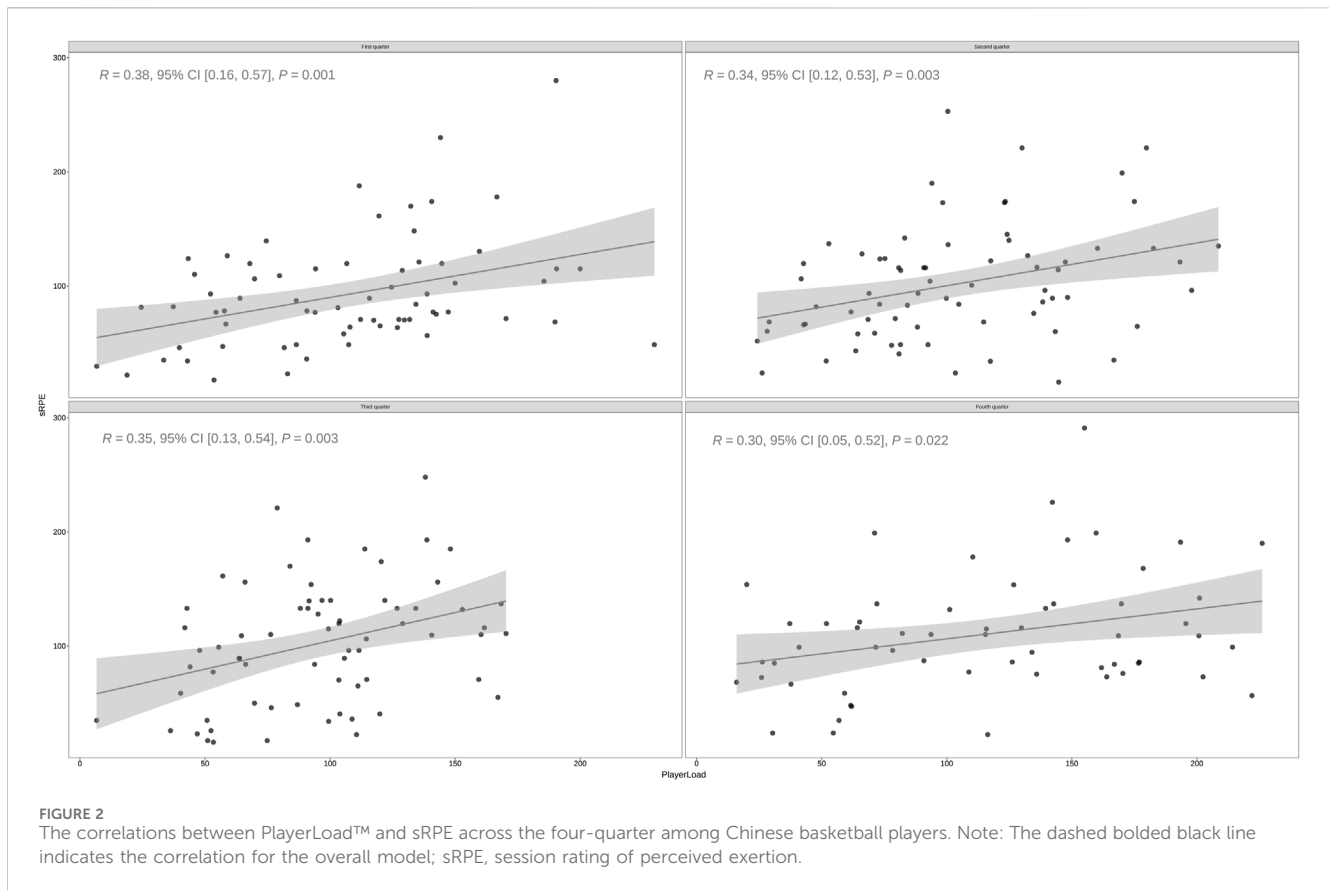 First quarter
Second quarter
300
R = 0.38, 95% CI [0.16, 0.57], P = 0.001
R = 0.34, 95% CI [0.12, 0.53], P = 0.003
200
100
sRPE
Third quarter
Fourth quarter
300
R = 0.35, 95% CI [0.13, 0.54], P = 0.003
R = 0.30, 95% CI [0.05, 0.52], P = 0.022
200
100
0 50 100 150 200 0 50 100 150 200
PlayerLoad
FIGURE 2
The correlations between PlayerLoad™ and sRPE across the four-quarter among Chinese basketball players. Note: The dashed bolded black line
indicates the correlation for the overall model; sRPE, session rating of perceived exertion.